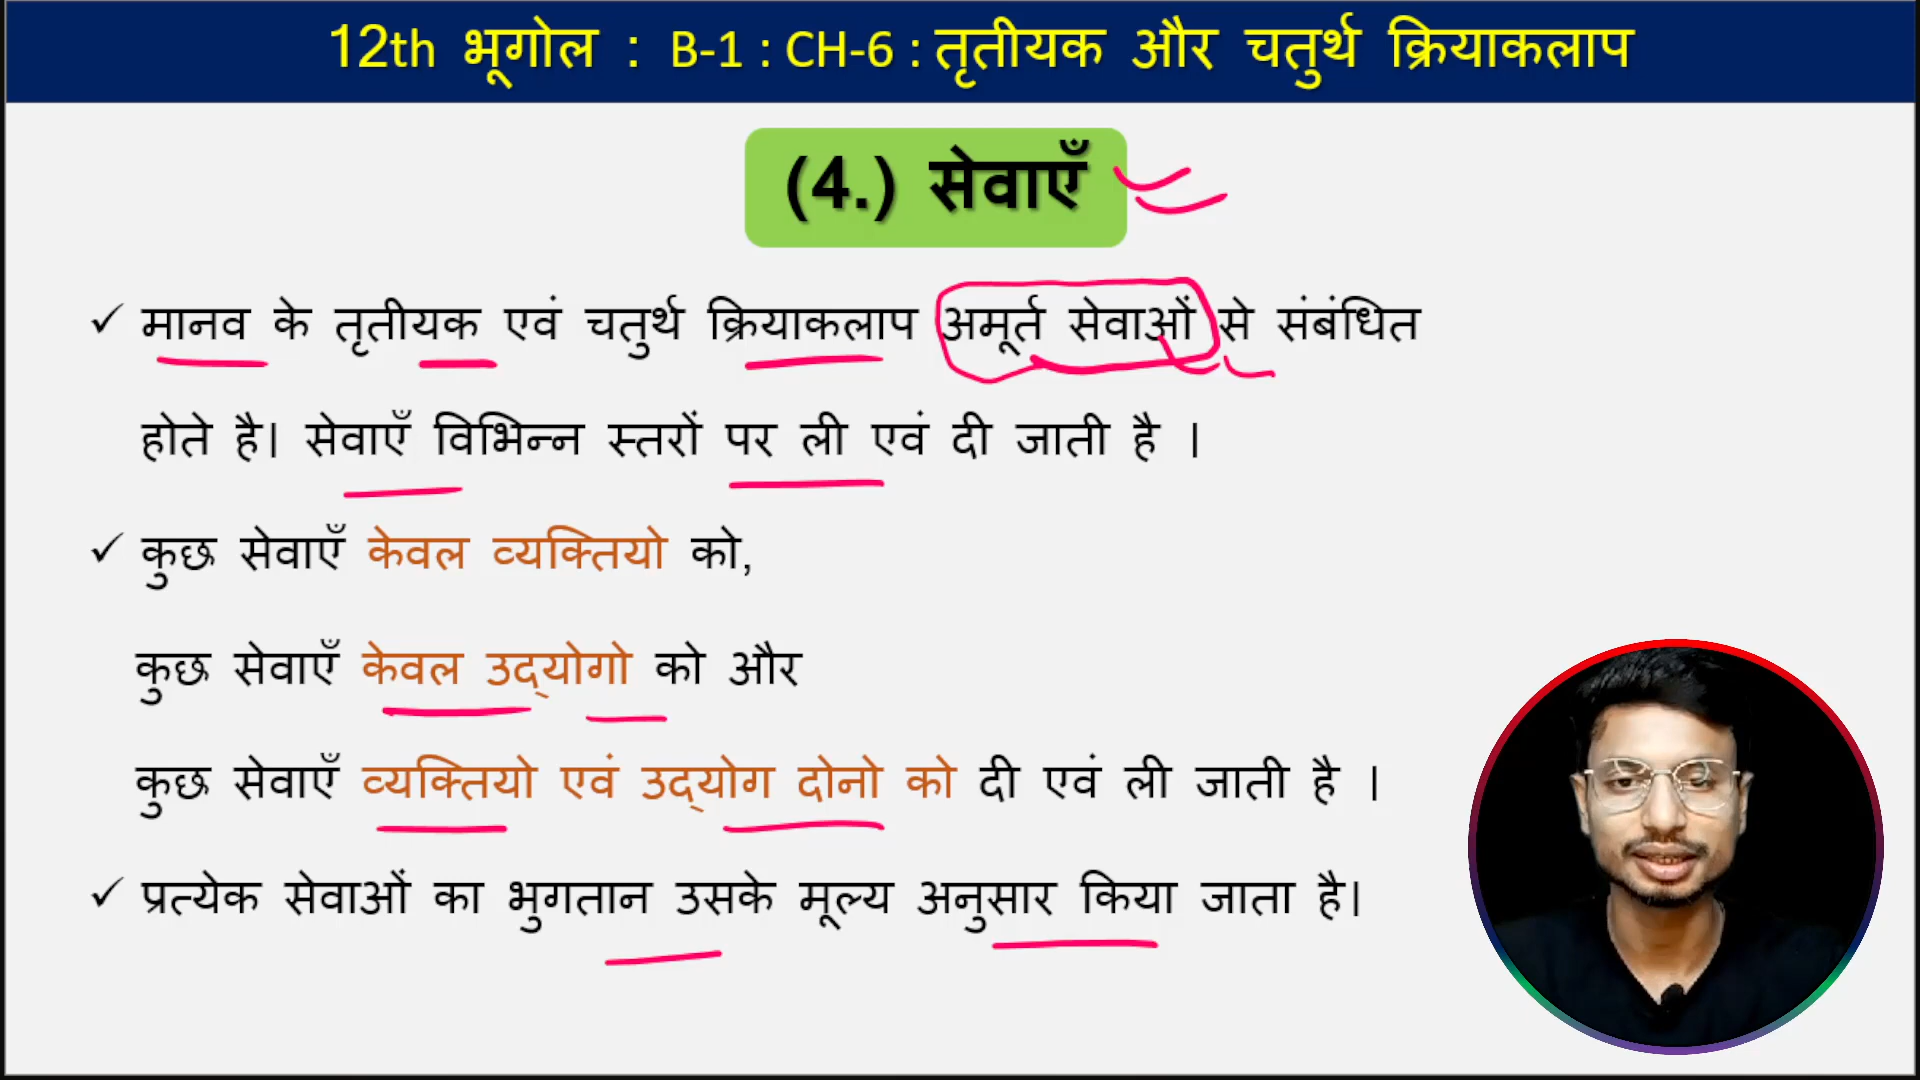 12th भूगोल : B-1 : CH-6 : तृतीयक और चतुर्थ क्रियाकलाप
(4.) सेवाएँ
✓ मानव के तृतीयक एवं चतुर्थ क्रियाकलाप अमूर्त सेवाओं से संबंधित
होते है। सेवाएँ विभिन्न स्तरों पर ली एवं दी जाती है ।
✓ कुछ सेवाएँ केवल व्यक्तियो को,
कुछ सेवाएँ केवल उद्योगो को और
कुछ सेवाएँ व्यक्तियो एवं उद्योग दोनो को दी एवं ली जाती है ।
✓ प्रत्येक सेवाओं का भुगतान उसके मूल्य अनुसार किया जाता है।